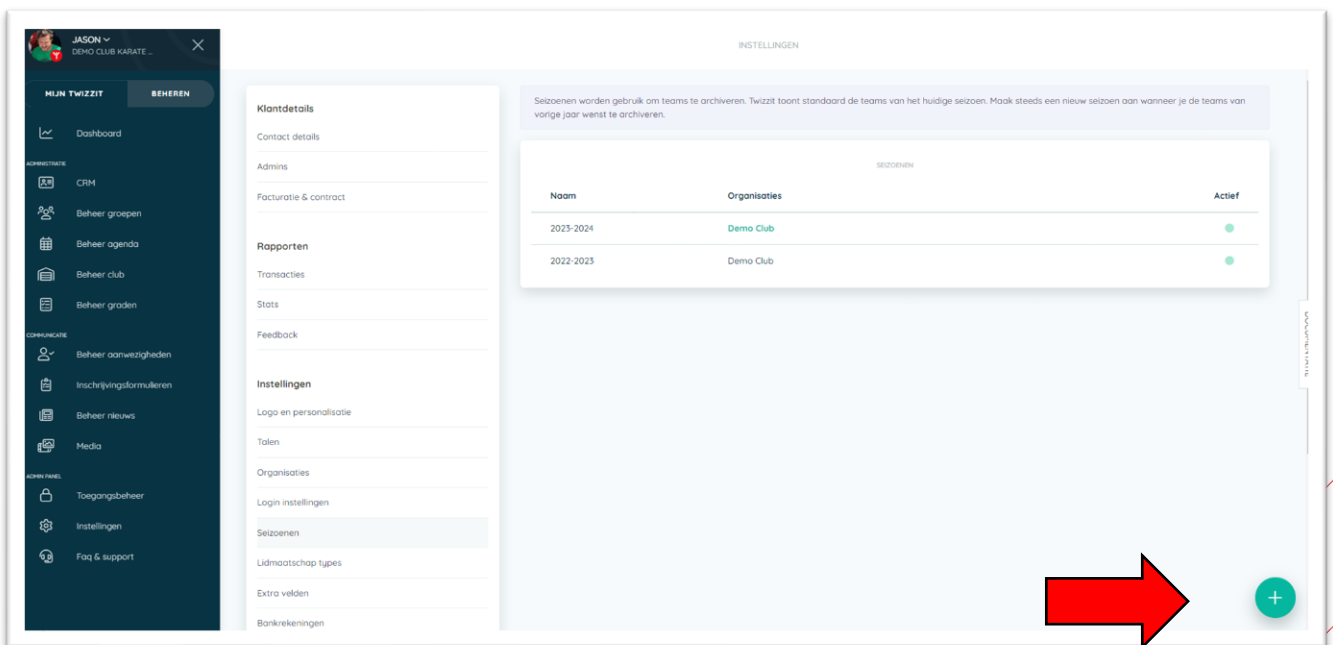 JASON
DEMO CLUB KARATE ...
MIJN TWIZZIT
BEHEREN
Dashboard
ADMINISTRATIE
CRM
Beheer groepen
Beheer agenda
Beheer club
Beheer graden
COMMUNICATIE
Beheer aanwezigheden
Inschrijvingsformulieren
Beheer nieuws
Media
ADMIN PANEL
Toegangsbeheer
Instellingen
Faq & support
INSTELLINGEN
Klantdetails
Contact details
Admins
Facturatie & contract
Rapporten
Transacties
Stats
Feedback
Instellingen
Logo en personalisatie
Talen
Organisaties
Login instellingen
Seizoenen
Lidmaatschap types
Extra velden
Bankrekeningen
Seizoenen worden gebruik om teams te archiveren. Twizzit toont standaard de teams van het huidige seizoen. Maak steeds een nieuw seizoen aan wanneer je de teams van
vorige jaar wenst te archiveren.
SEIZOENEN
Naam Organisaties Actief
2023-2024 Demo Club
2022-2023 Demo Club
DOCUMENTATIE